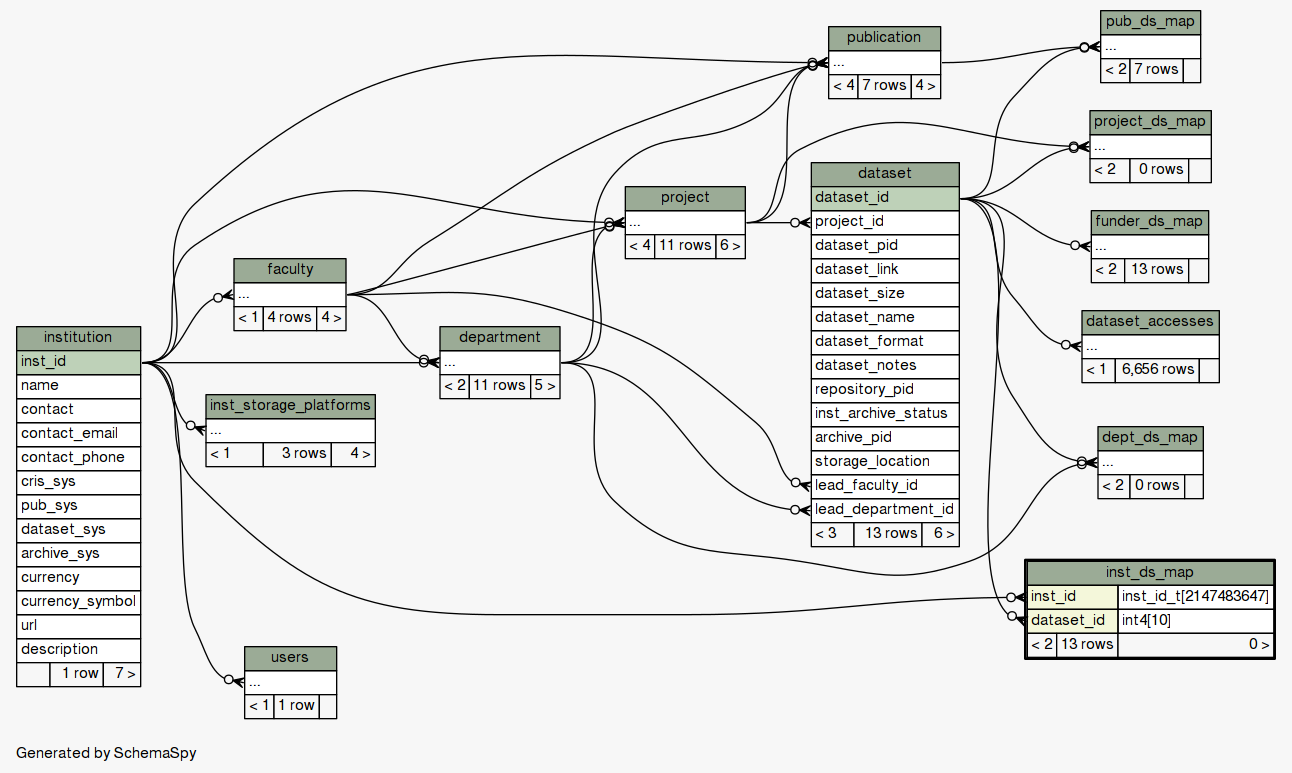 institution
inst_id
name
contact
contact_email
contact_phone
cris_sys
pub_sys
dataset_sys
archive_sys
currency
currency_symbol
url
description
1 row 7 >
faculty
...
< 1 4 rows 4 >
inst_storage_platforms
...
< 1 3 rows 4 >
users
...
< 1 1 row
department
...
< 2 11 rows 5 >
project
...
< 4 11 rows 6 >
publication
...
< 4 7 rows 4 >
dataset
dataset_id
project_id
dataset_pid
dataset_link
dataset_size
dataset_name
dataset_format
dataset_notes
repository_pid
inst_archive_status
archive_pid
storage_location
lead_faculty_id
lead_department_id
< 3 13 rows 6 >
pub_ds_map
...
< 2 7 rows
project_ds_map
...
< 2 0 rows
funder_ds_map
...
< 2 13 rows
dataset_accesses
...
< 1 6,656 rows
dept_ds_map
...
< 2 0 rows
inst_ds_map
inst_id inst_id_t[2147483647]
dataset_id int4[10]
< 2 13 rows 0 >
Generated by SchemaSpy